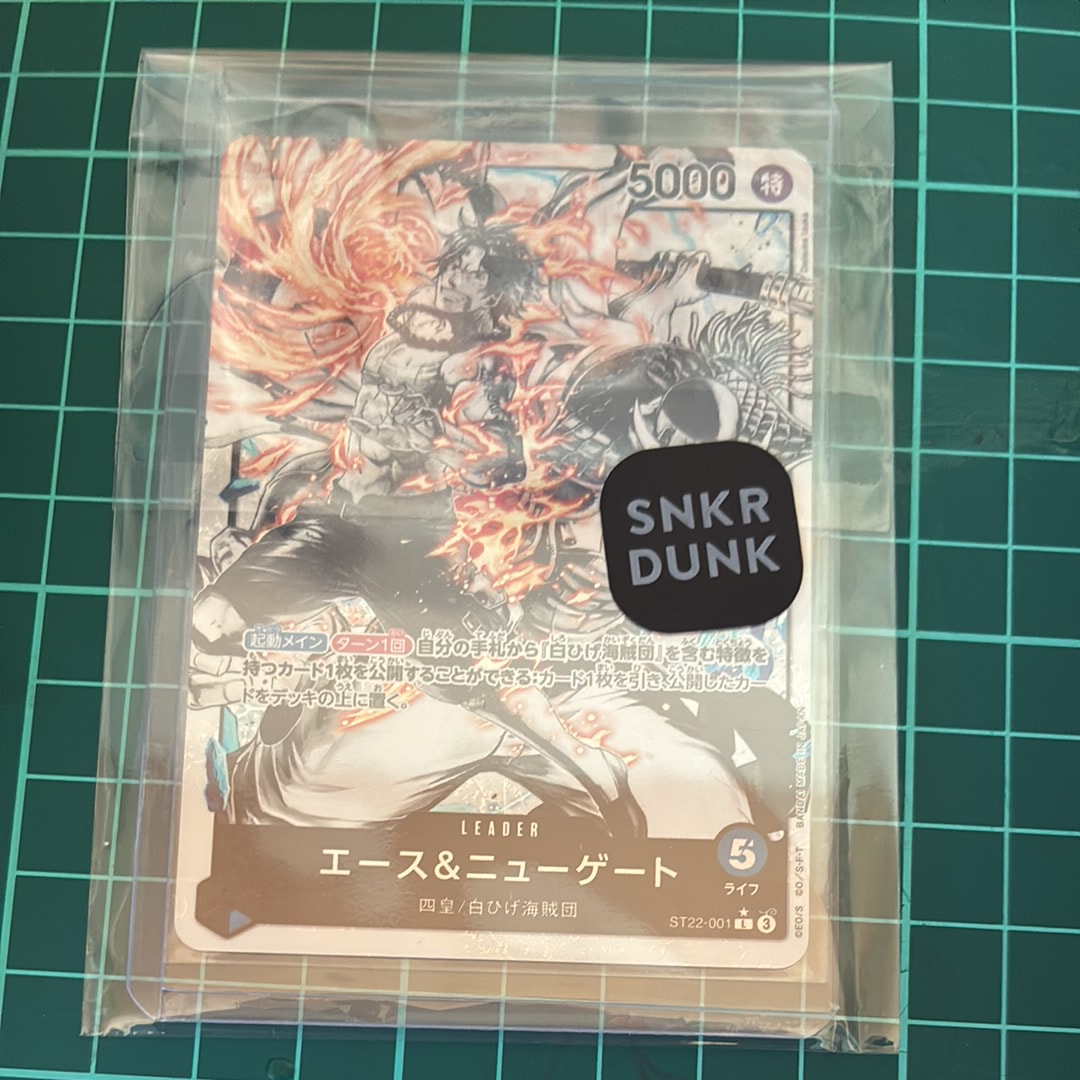 5000 特
SNKR
DUNK
起動メイン ターン1回 自分の手札から『白ひげ海賊団』を含む特徴を
持つカード1枚を公開することができる:カード1枚を引き、公開したカー
ドをデッキの上に置く。
LEADER
エース&ニューゲート
5
ライフ
四皇/白ひげ海賊団
ST22-001 L 3
©EO/S ©O/S・F・T BANDAI MADE IN JAPAN